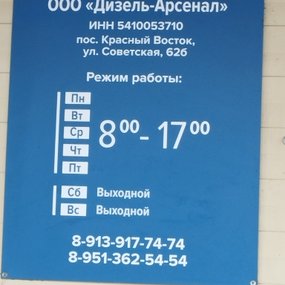 ООО «Дизель-Арсенал»
ИНН 5410053710
пос. Красный Восток,
ул. Советская, 62б
Режим работы:
Пн
Вт
Ср
Чт
Пт
8⁰⁰- 17⁰⁰
Сб Выходной
Вс Выходной
8-913-917-74-74
8-951-362-54-54